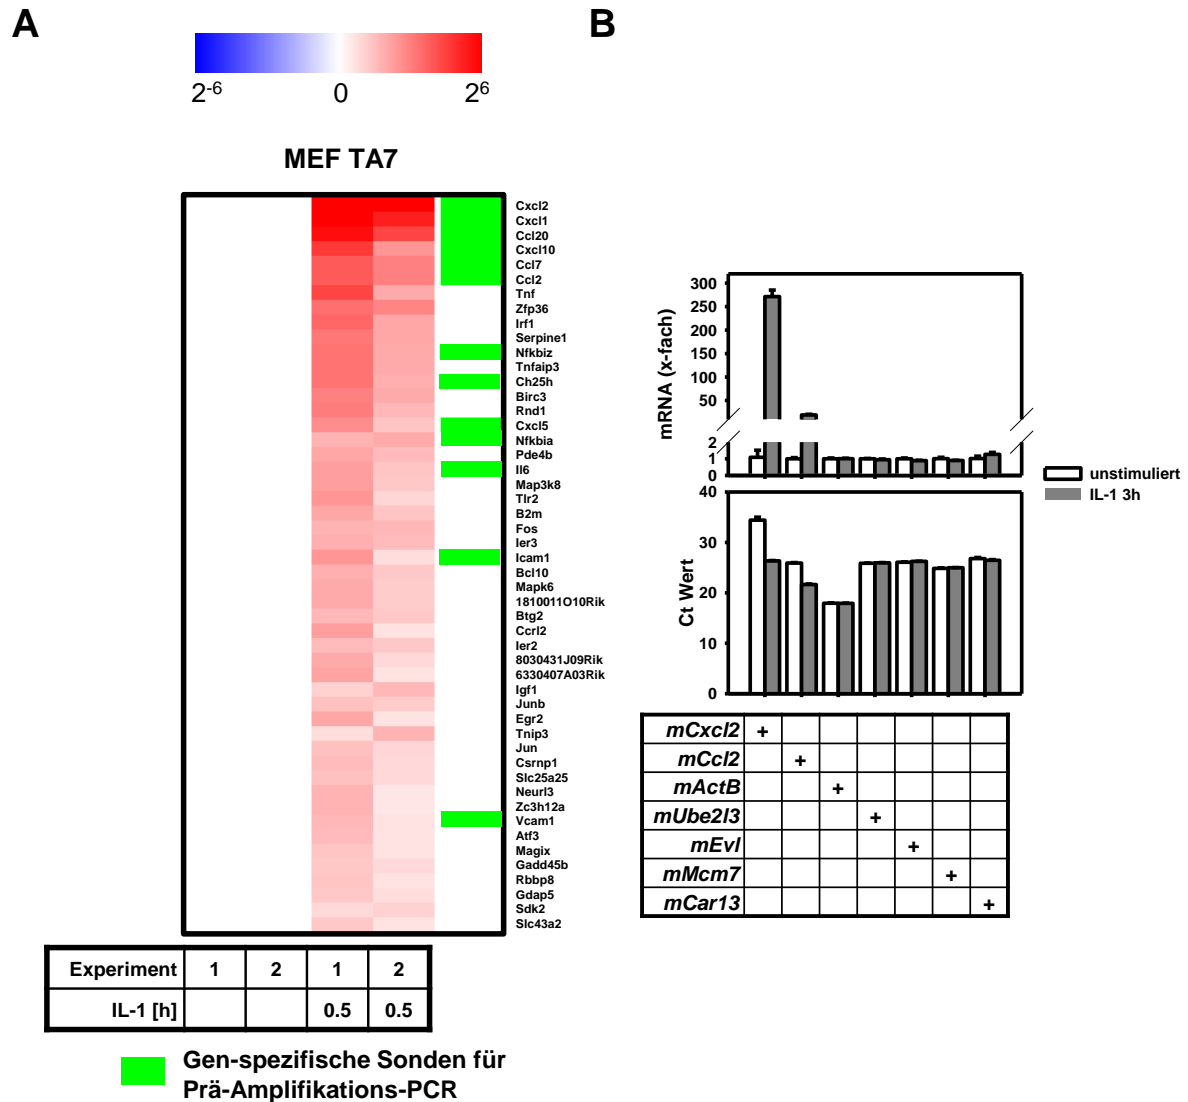 A
2-6 0 26
MEF TA7
Cxcl2
Cxcl1
Ccl20
Cxcl10
Ccl7
Ccl2
Tnf
Zfp36
Irf1
Serpine1
Nfkbiz
Tnfaip3
Ch25h
Birc3
Rnd1
Cxcl5
Nfkbia
Pde4b
Il6
Map3k8
Tlr2
B2m
Fos
Ier3
Icam1
Bcl10
Mapk6
1810011O10Rik
Btg2
Ccrl2
Ier2
8030431J09Rik
6330407A03Rik
Igf1
Junb
Egr2
Tnip3
Jun
Csrnp1
Slc25a25
Neurl3
Zc3h12a
Vcam1
Atf3
Magix
Gadd45b
Rbbp8
Gdap5
Sdk2
Slc43a2
Experiment 1 2 1 2
IL-1 [h] 0.5 0.5
Gen-spezifische Sonden für
Prä-Amplifikations-PCR
B
mRNA (x-fach)
300
250
200
150
100
50
2
1
0
unstimuliert
IL-1 3h
Ct Wert
40
30
20
10
0
mCxcl2 +
mCcl2 +
mActB +
mUbe2l3 +
mEvl +
mMcm7 +
mCar13 +